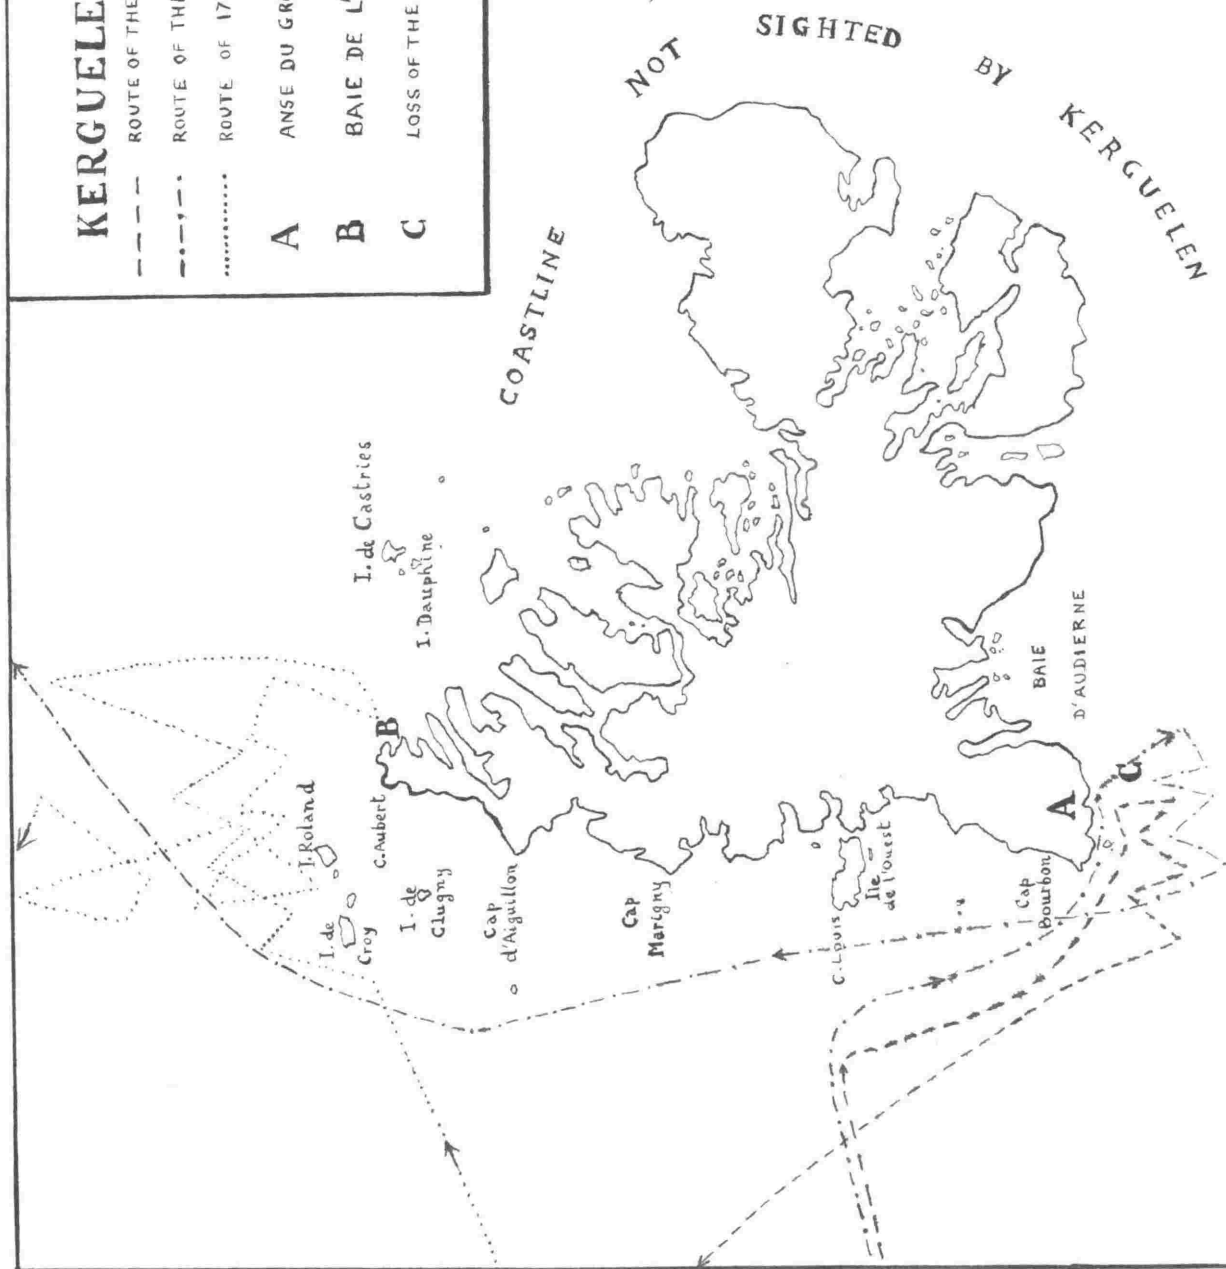 KERGUELE
ROUTE OF THE
ROUTE OF TH
ROUTE OF 17
A ANSE DU GR
B BAIE DE L'
C LOSS OF THE
COASTLINE NOT SIGHTED BY KERGUELEN
I. de Castries
I. Dauphine
B
I. Roland
I. de
Croy
C. Aubert
I. de
Clugny
Cap
d'Aiguillon
Cap
Marigny
C. Louis
Île
de l'Ouest
Cap
Bourbon
A
C
BAIE
D'AUDIERNE